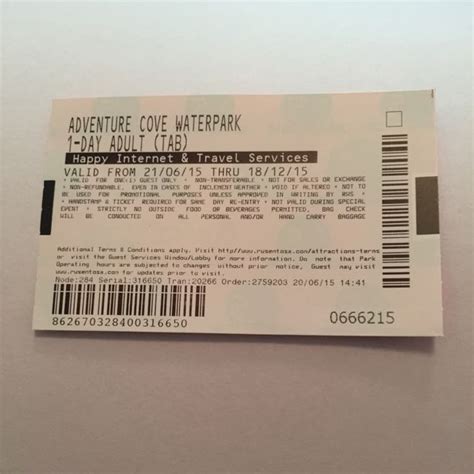 ADVENTURE COVE WATERPARK
1-DAY ADULT (TAB)
Happy Internet & Travel Services
VALID FROM 21/06/15 THRU 18/12/15
• VALID FOR ONE(1) GUEST ONLY • NON-TRANSFERABLE • NOT FOR SALES OR EXCHANGE
• NON-REFUNDABLE, EVEN IN CASES OF INCLEMENT WEATHER • VOID IF ALTERED • NOT TO
BE USED FOR PROMOTIONAL PURPOSES UNLESS APPROVED IN WRITING BY RWS •
• HANDSTAMP & TICKET REQUIRED FOR SAME DAY RE-ENTRY • NOT VALID DURING SPECIAL
EVENT • NO OUTSIDE FOOD OR BEVERAGES PERMITTED, BAG CHECK
WILL BE CONDUCTED ON ALL PERSONAL AND/OR HAND CARRY BAGGAGE
Additional Terms & Conditions apply. Visit http://www.rwsentosa.com/attractions-terms
or visit the Guest Services Window/Lobby for more information. Do note that Park
Operating hours are subjected to changes without prior notice, Guest may visit
www.rwsentosa.com for updates prior to visit.
Node:284 Serial:316650 Tran:20266 Order:2759203 20/06/15 14:41
862670328400316650
0666215